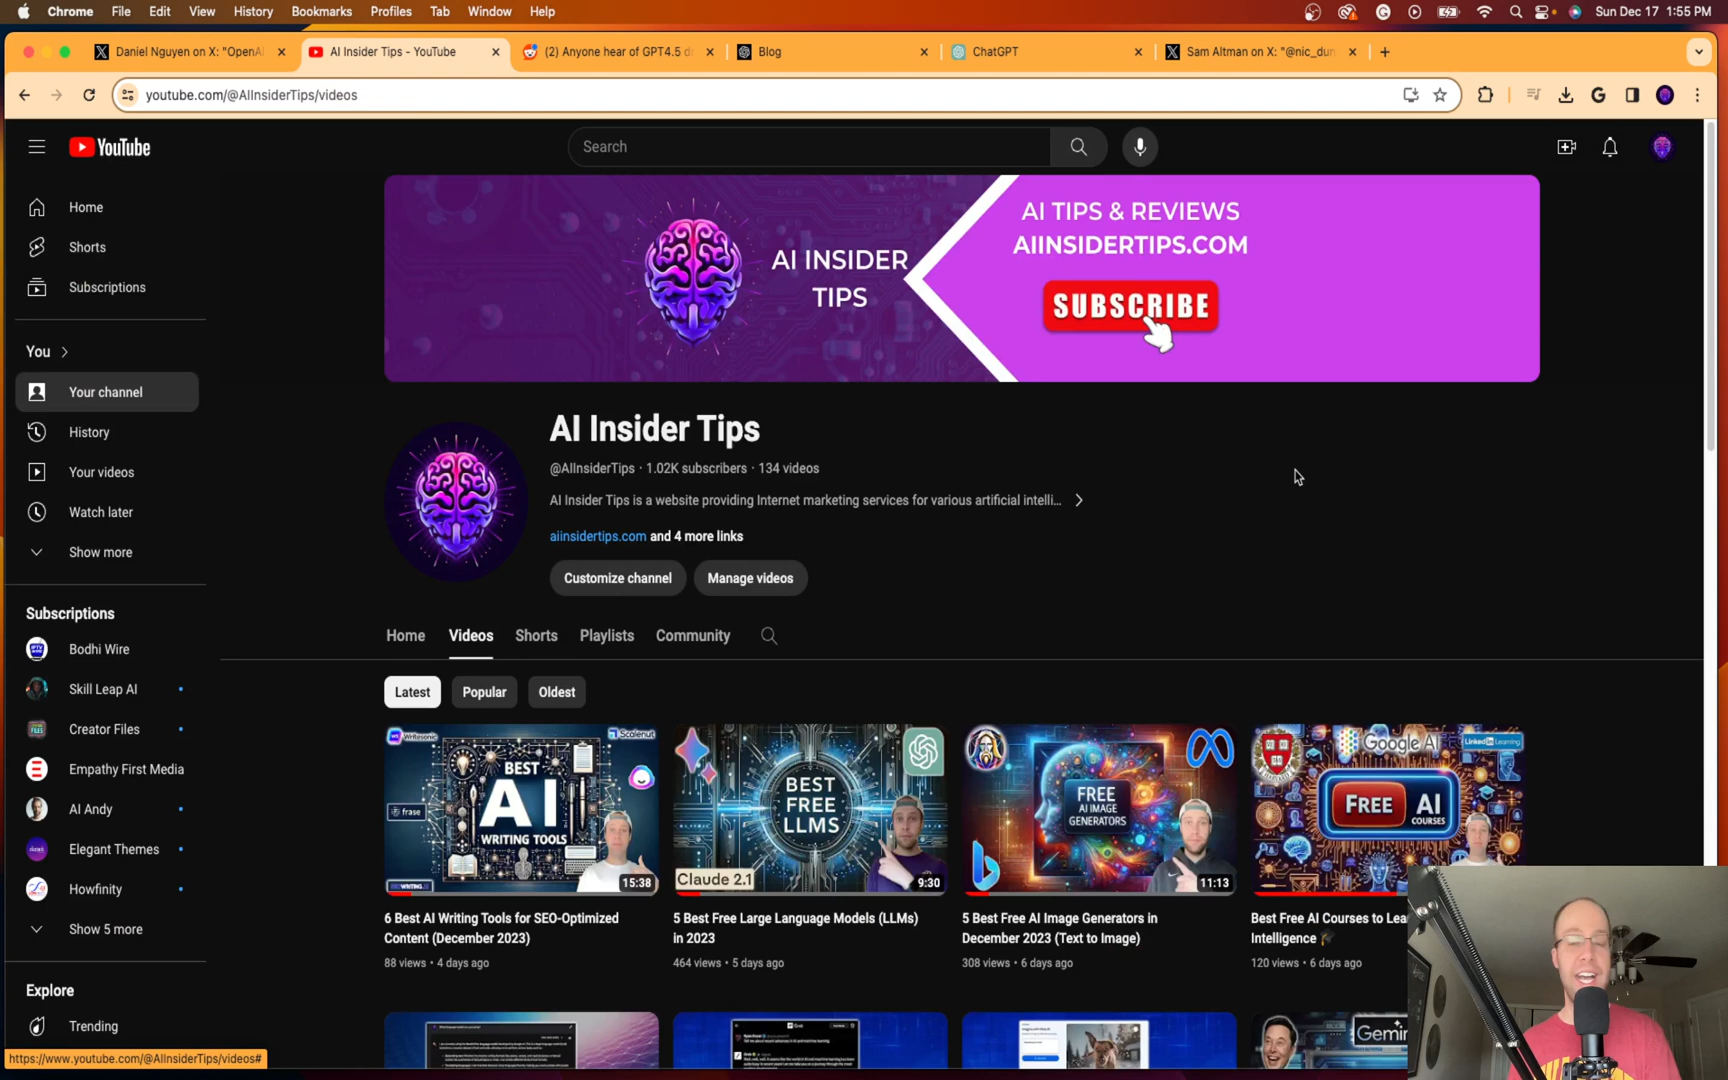 Chrome File Edit View History Bookmarks Profiles Tab Window Help Sun Dec 17 1:55 PM
Daniel Nguyen on X: "OpenAI
AI Insider Tips - YouTube
(2) Anyone hear of GPT4.5 d
Blog
ChatGPT
Sam Altman on X: "@nic_dun
youtube.com/@AIInsiderTips/videos
YouTube
Search
Home
Shorts
Subscriptions
You
Your channel
History
Your videos
Watch later
Show more
Subscriptions
Bodhi Wire
Skill Leap AI
Creator Files
Empathy First Media
AI Andy
Elegant Themes
Howfinity
Show 5 more
Explore
Trending
https://www.youtube.com/@AIInsiderTips/videos#
AI INSIDER
TIPS
AI TIPS & REVIEWS
AIINSIDERTIPS.COM
SUBSCRIBE
AI Insider Tips
@AIInsiderTips · 1.02K subscribers · 134 videos
AI Insider Tips is a website providing Internet marketing services for various artificial intelli...
aiinsidertips.com and 4 more links
Customize channel
Manage videos
Home Videos Shorts Playlists Community
Latest Popular Oldest
Writesonic
Scalenut
BEST
AI
WRITING TOOLS
frase
15:38
6 Best AI Writing Tools for SEO-Optimized
Content (December 2023)
88 views • 4 days ago
BEST
FREE
LLMS
Claude 2.1
9:30
5 Best Free Large Language Models (LLMs)
in 2023
464 views • 5 days ago
FREE
AI IMAGE
GENERATORS
11:13
5 Best Free AI Image Generators in
December 2023 (Text to Image)
308 views • 6 days ago
Google AI
LinkedIn Learning
FREE AI
COURSES
Best Free AI Courses to Lea
Intelligence
120 views • 6 days ago
Gemi